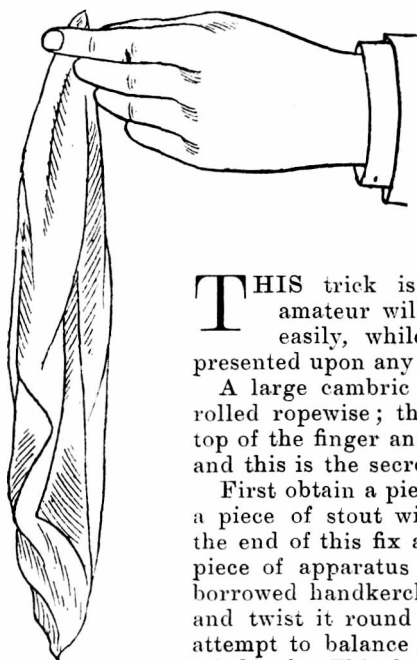 THIS trick is
amateur wil
easily, while
presented upon any
A large cambric
rolled ropewise; th
top of the finger an
and this is the secre
First obtain a pie
a piece of stout wi
the end of this fix a
piece of apparatus
borrowed handkerch
and twist it round
attempt to balance